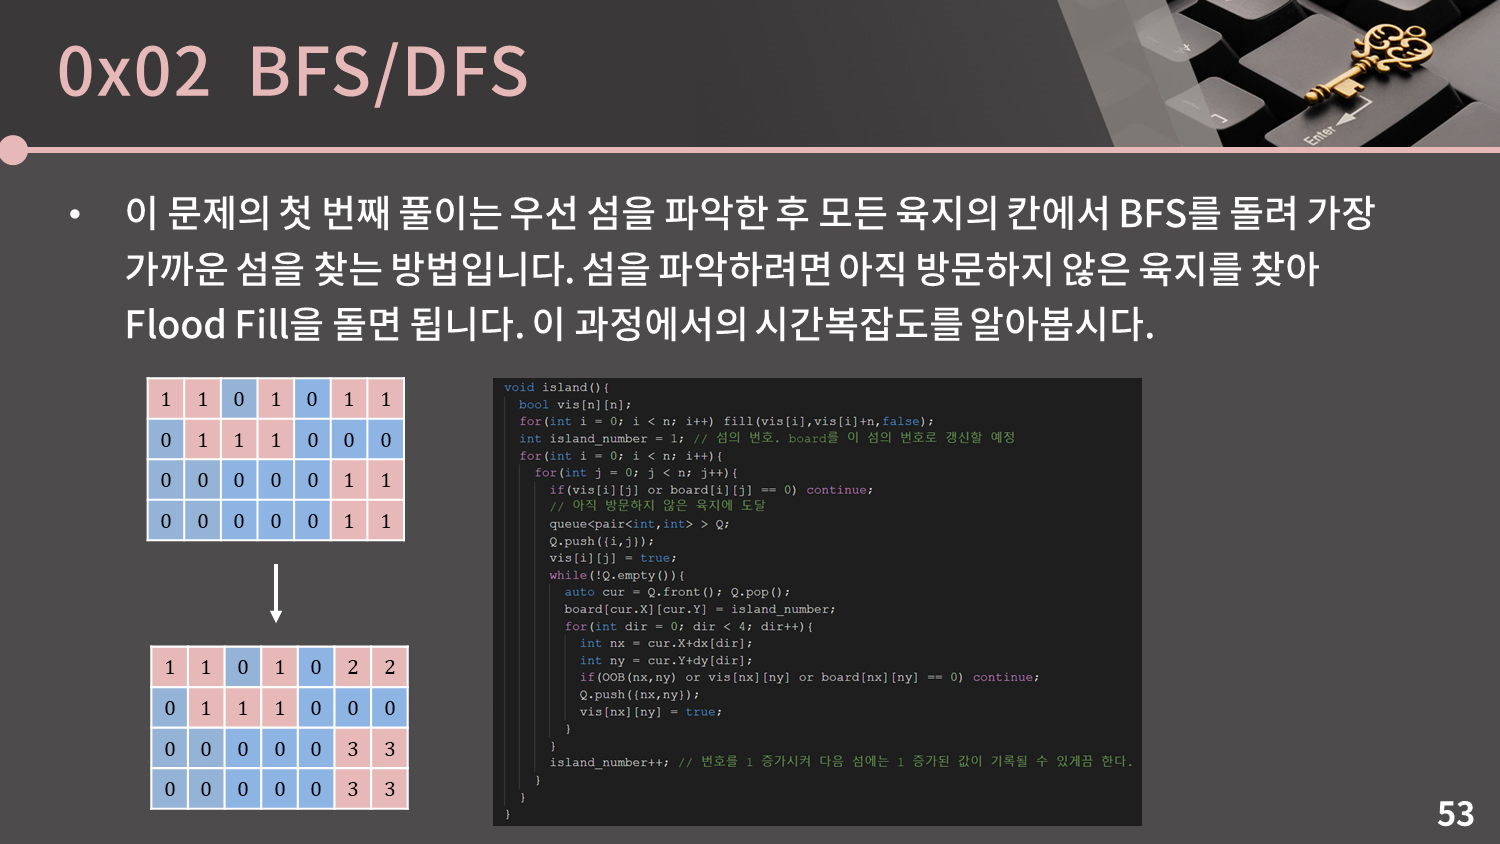 0x02 BFS/DFS
Enter
• 이 문제의 첫 번째 풀이는 우선 섬을 파악한 후 모든 육지의 칸에서 BFS를 돌려 가장
가까운 섬을 찾는 방법입니다. 섬을 파악하려면 아직 방문하지 않은 육지를 찾아
Flood Fill을 돌면 됩니다. 이 과정에서의 시간복잡도를 알아봅시다.
1 1 0 1 0 1 1
0 1 1 1 0 0 0
0 0 0 0 0 1 1
0 0 0 0 0 1 1
1 1 0 1 0 2 2
0 1 1 1 0 0 0
0 0 0 0 0 3 3
0 0 0 0 0 3 3
void island(){
bool vis[n][n];
for(int i = 0; i < n; i++) fill(vis[i],vis[i]+n,false);
int island_number = 1; // 섬의 번호. board를 이 섬의 번호로 갱신할 예정
for(int i = 0; i < n; i++){
for(int j = 0; j < n; j++){
if(vis[i][j] or board[i][j] == 0) continue;
// 아직 방문하지 않은 육지에 도달
queue<pair<int,int> > Q;
Q.push({i,j});
vis[i][j] = true;
while(!Q.empty()){
auto cur = Q.front(); Q.pop();
board[cur.X][cur.Y] = island_number;
for(int dir = 0; dir < 4; dir++){
int nx = cur.X+dx[dir];
int ny = cur.Y+dy[dir];
if(OOB(nx,ny) or vis[nx][ny] or board[nx][ny] == 0) continue;
Q.push({nx,ny});
vis[nx][ny] = true;
}
}
island_number++; // 번호를 1 증가시켜 다음 섬에는 1 증가된 값이 기록될 수 있게끔 한다.
}
}
}
53